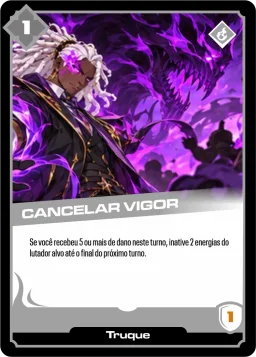 1
CANCELAR VIGOR
Se você recebeu 5 ou mais de dano neste turno, inative 2 energias do
lutador alvo até o final do próximo turno.
1
Truque